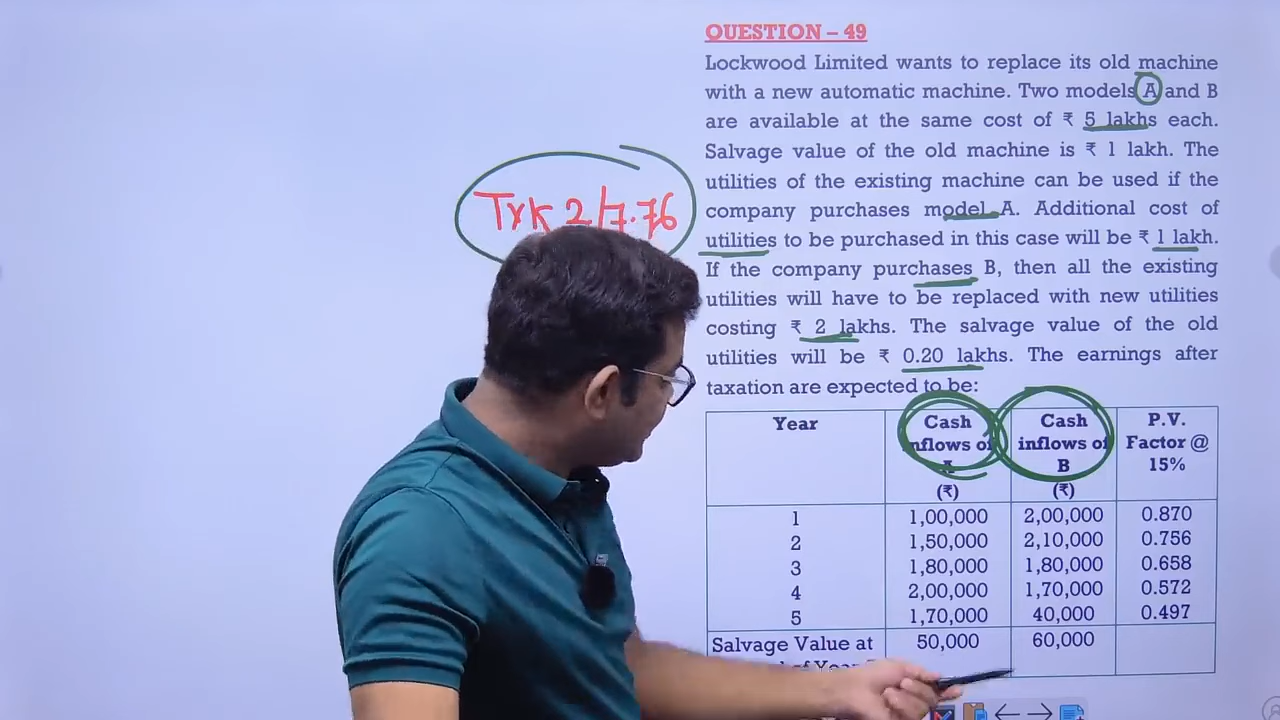 QUESTION – 49
Lockwood Limited wants to replace its old machine
with a new automatic machine. Two models A and B
are available at the same cost of ₹ 5 lakhs each.
Salvage value of the old machine is ₹ 1 lakh. The
utilities of the existing machine can be used if the
company purchases model A. Additional cost of
utilities to be purchased in this case will be ₹ 1 lakh.
If the company purchases B, then all the existing
utilities will have to be replaced with new utilities
costing ₹ 2 lakhs. The salvage value of the old
utilities will be ₹ 0.20 lakhs. The earnings after
taxation are expected to be:
Year Cash inflows of A (₹) Cash inflows of B (₹) P.V. Factor @ 15%
1 1,00,000 2,00,000 0.870
2 1,50,000 2,10,000 0.756
3 1,80,000 1,80,000 0.658
4 2,00,000 1,70,000 0.572
5 1,70,000 40,000 0.497
Salvage Value at 50,000 60,000
of Year
Trk 2/7.76